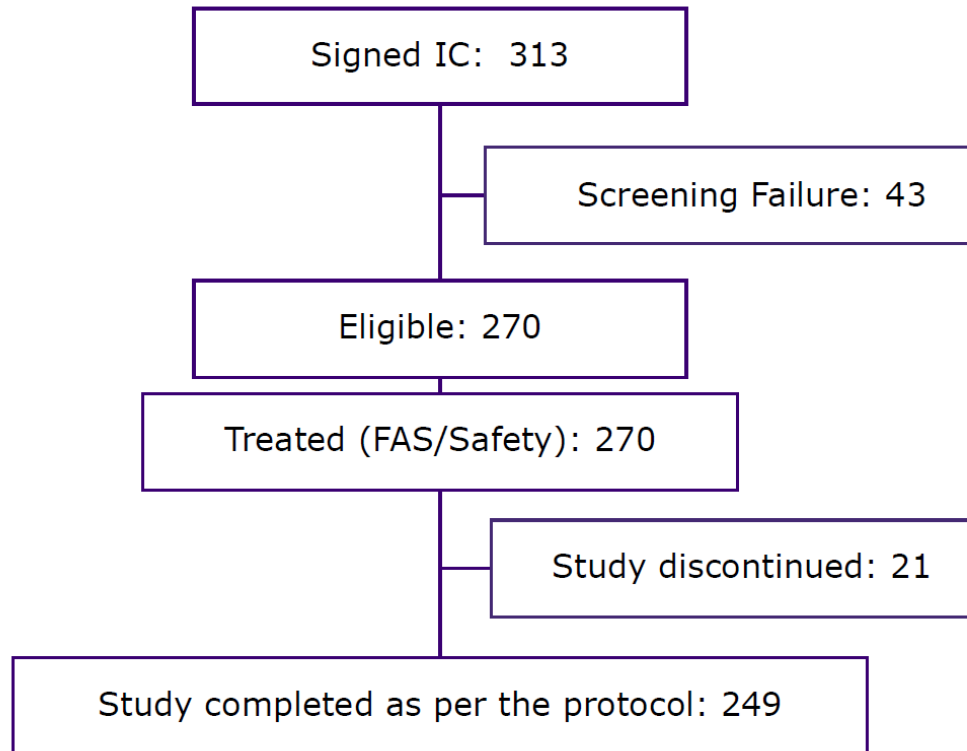 Signed IC:  313
Screening Failure: 43
Eligible: 270
Treated (FAS/Safety): 270
Study discontinued: 21
Study completed as per the protocol: 249